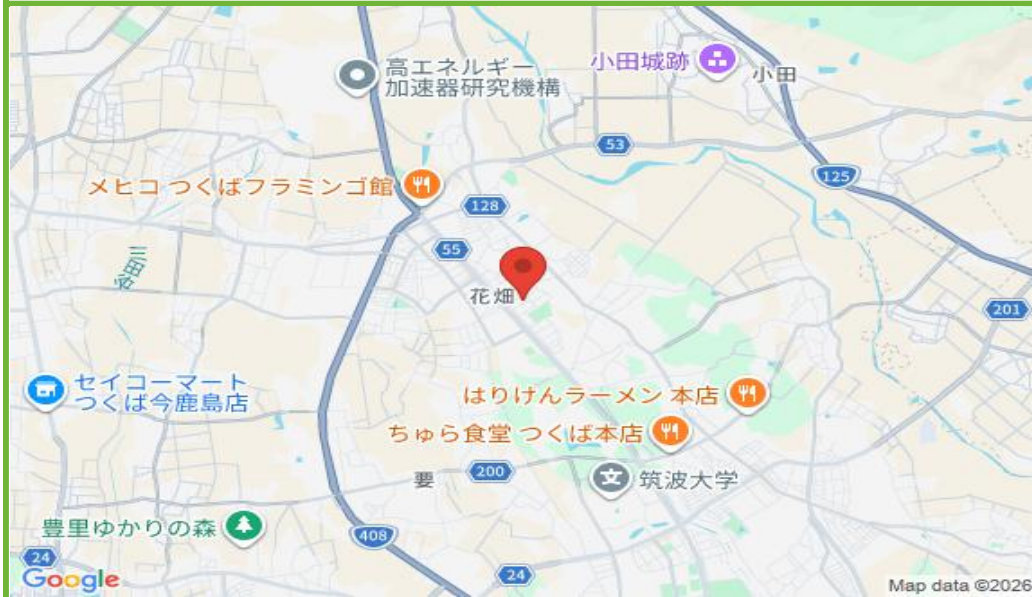 高エネルギー
加速器研究機構
小田城跡
小田
53
125
メヒコ つくばフラミンゴ館
128
55
三田谷
花畑
201
セイコーマート
つくば今鹿島店
はりけんラーメン 本店
ちゅら食堂 つくば本店
200
要
文
筑波大学
豊里ゆかりの森
408
24
24
Google
Map data ©2026